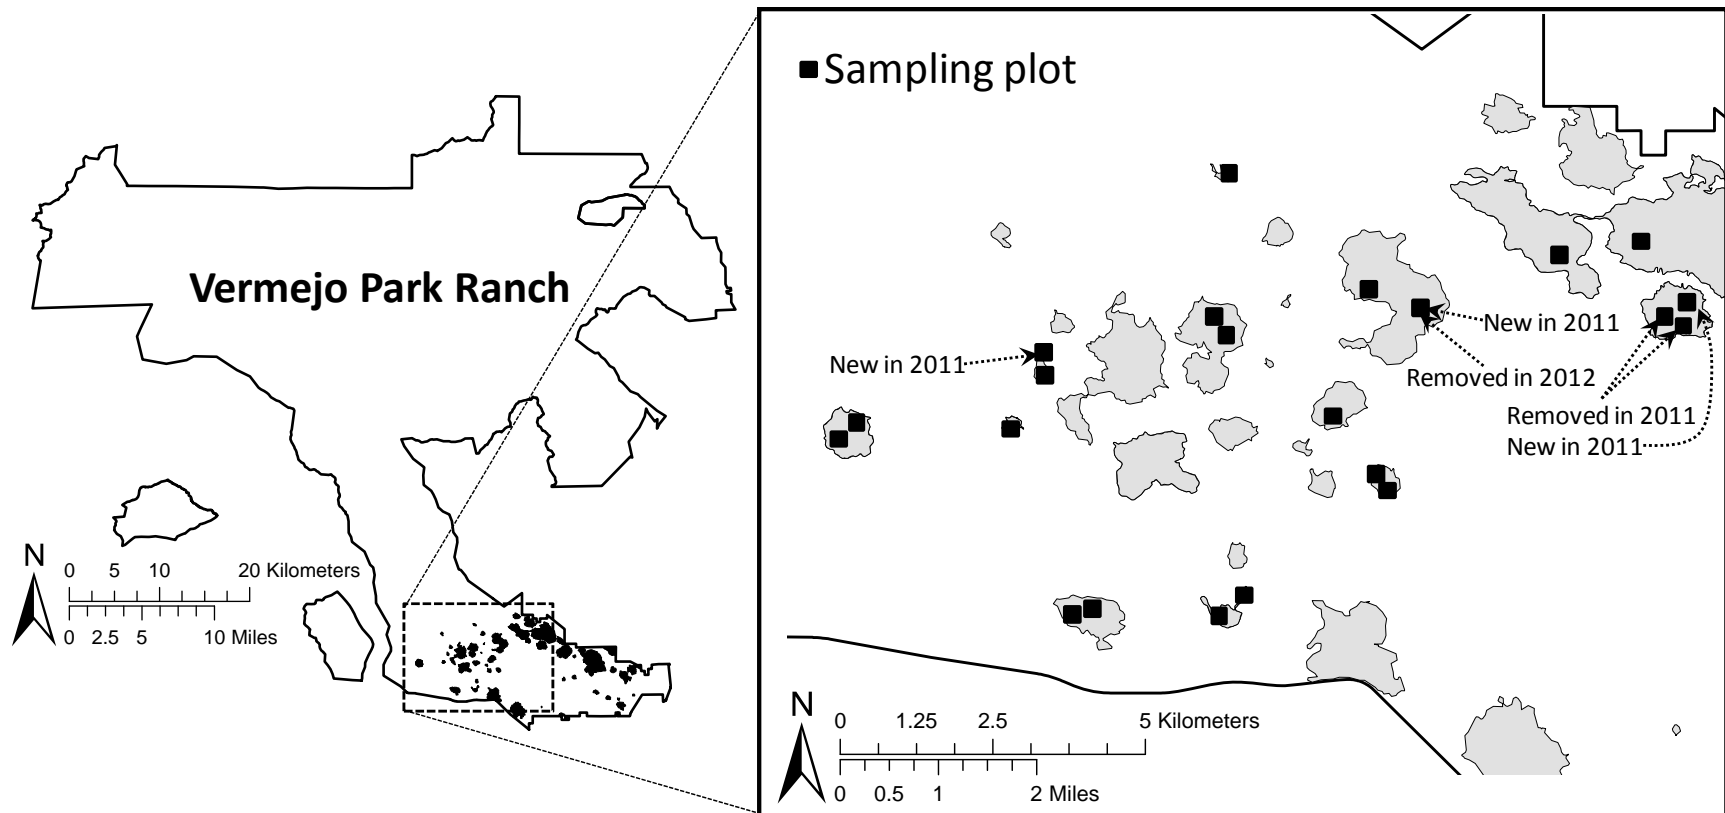 Vermejo Park Ranch
N
0 5 10 20 Kilometers
0 2.5 5 10 Miles
Sampling plot
New in 2011
New in 2011
Removed in 2012
Removed in 2011
New in 2011
N
0 1.25 2.5 5 Kilometers
0 0.5 1 2 Miles